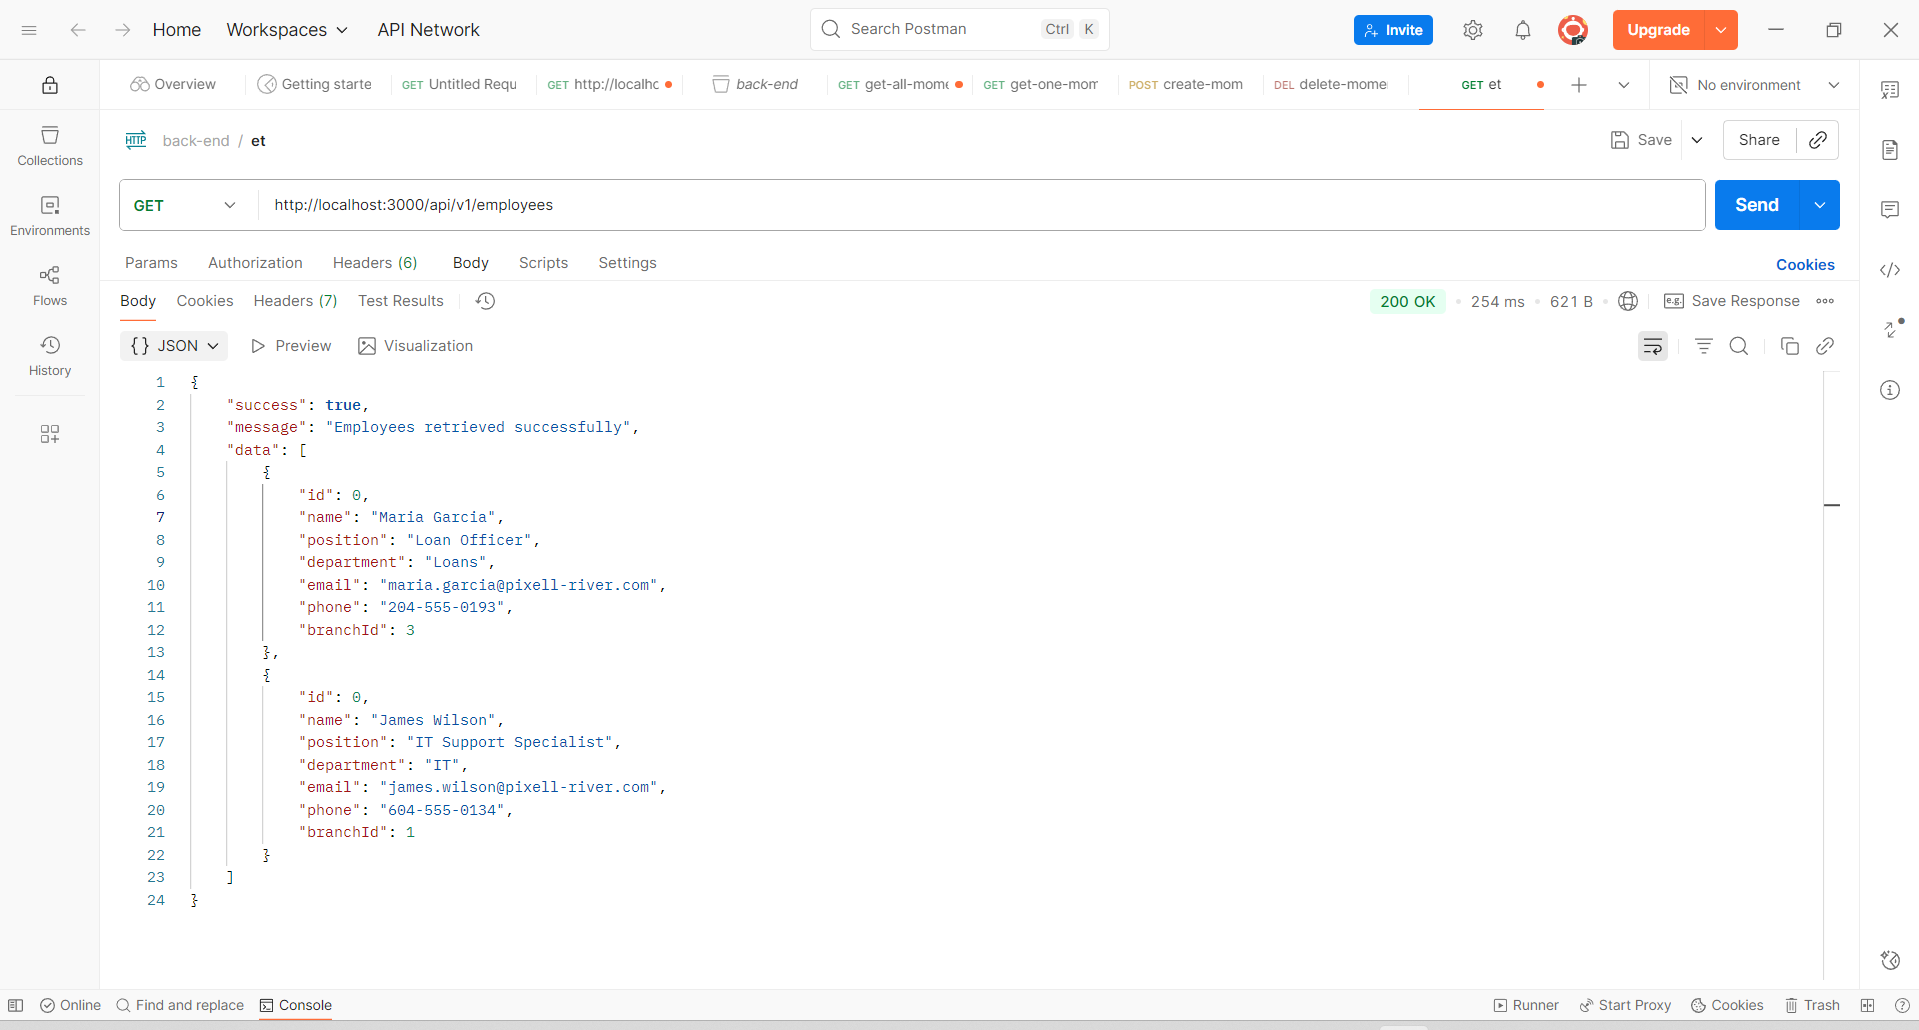 Home Workspaces API Network Search Postman Ctrl K Invite Upgrade
Overview Getting starte GET Untitled Requ GET http://localhc back-end GET get-all-mome GET get-one-mom POST create-mom DEL delete-mome GET et No environment
HTTP back-end / et Save Share
GET http://localhost:3000/api/v1/employees Send
Params Authorization Headers (6) Body Scripts Settings Cookies
Body Cookies Headers (7) Test Results 200 OK 254 ms 621 B e.g. Save Response
{} JSON Preview Visualization
1 {
2 "success": true,
3 "message": "Employees retrieved successfully",
4 "data": [
5 {
6 "id": 0,
7 "name": "Maria Garcia",
8 "position": "Loan Officer",
9 "department": "Loans",
10 "email": "maria.garcia@pixell-river.com",
11 "phone": "204-555-0193",
12 "branchId": 3
13 },
14 {
15 "id": 0,
16 "name": "James Wilson",
17 "position": "IT Support Specialist",
18 "department": "IT",
19 "email": "james.wilson@pixell-river.com",
20 "phone": "604-555-0134",
21 "branchId": 1
22 }
23 ]
24 }
Collections
Environments
Flows
History
Online Find and replace Console Runner Start Proxy Cookies Trash